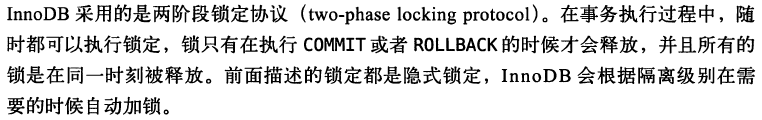 InnoDB 采用的是两阶段锁定协议（two-phase locking protocol）。在事务执行过程中，随
时都可以执行锁定，锁只有在执行 COMMIT 或者 ROLLBACK 的时候才会释放，并且所有的
锁是在同一时刻被释放。前面描述的锁定都是隐式锁定，InnoDB 会根据隔离级别在需
要的时候自动加锁。